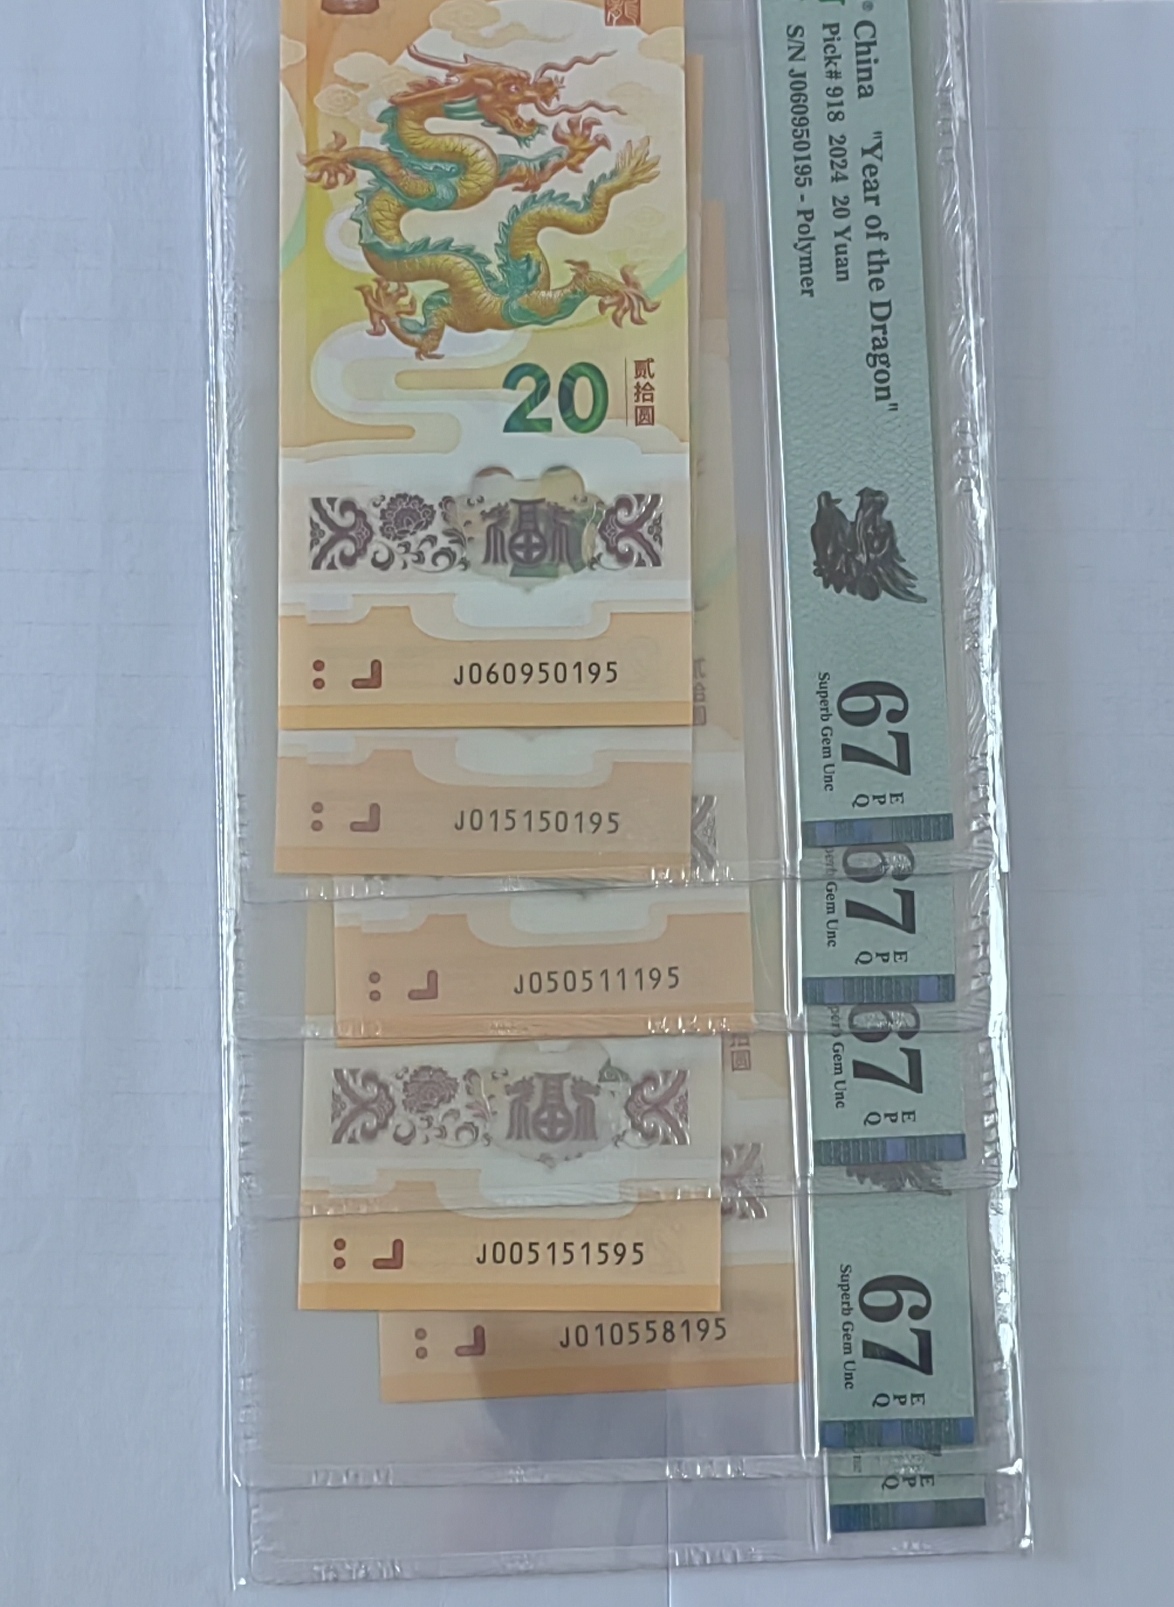 20
贰拾圆
J060950195
J015150195
J050511195
J005151595
J010558195
China "Year of the Dragon"
Pick# 918 2024 20 Yuan
S/N J060950195 - Polymer
67 EPQ
Superb Gem Unc
67 EPQ
Gem Unc
67 EPQ
Gem Unc
67 EPQ
Superb Gem Unc
EPQ